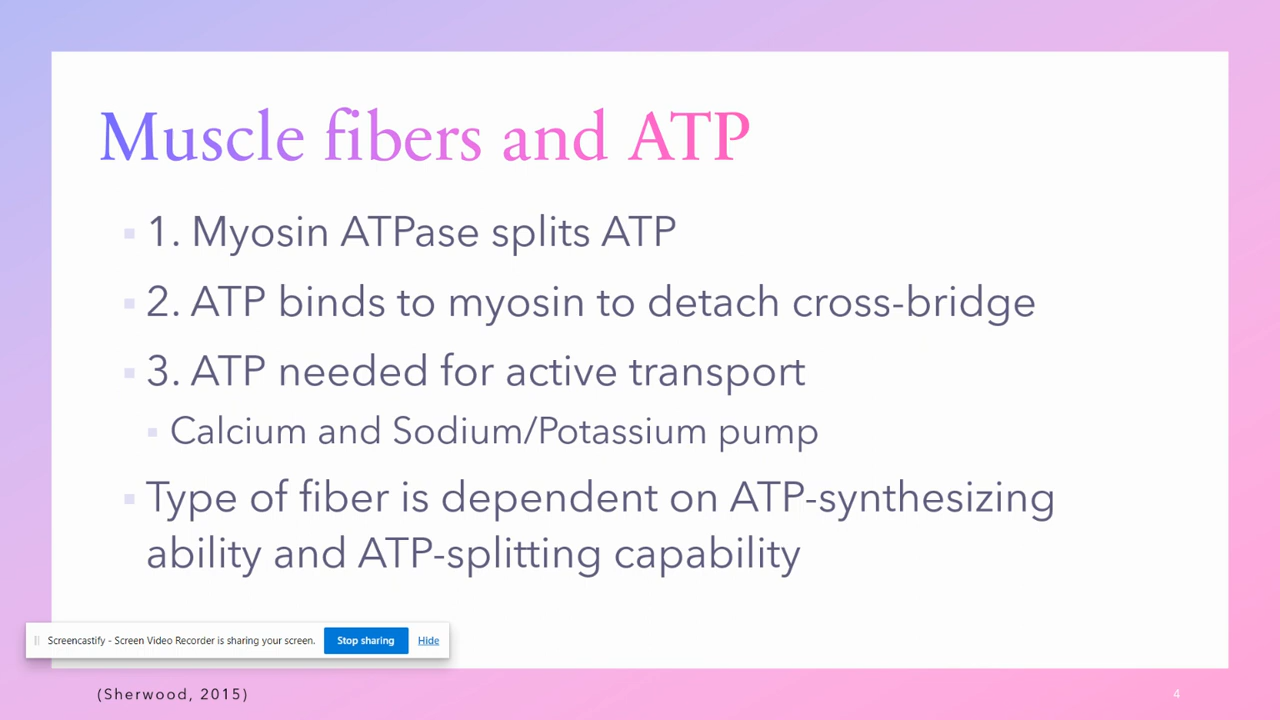 Muscle fibers and ATP
1. Myosin ATPase splits ATP
2. ATP binds to myosin to detach cross-bridge
3. ATP needed for active transport
Calcium and Sodium/Potassium pump
Type of fiber is dependent on ATP-synthesizing
ability and ATP-splitting capability
Screencastify - Screen Video Recorder is sharing your screen. Stop sharing Hide
(Sherwood, 2015) 4